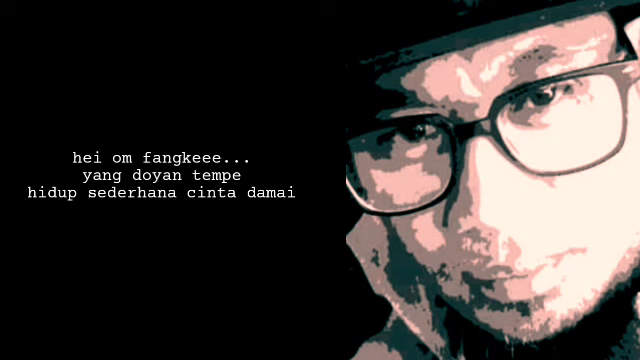 hei om fangkeee...
yang doyan tempe
hidup sederhana cinta damai